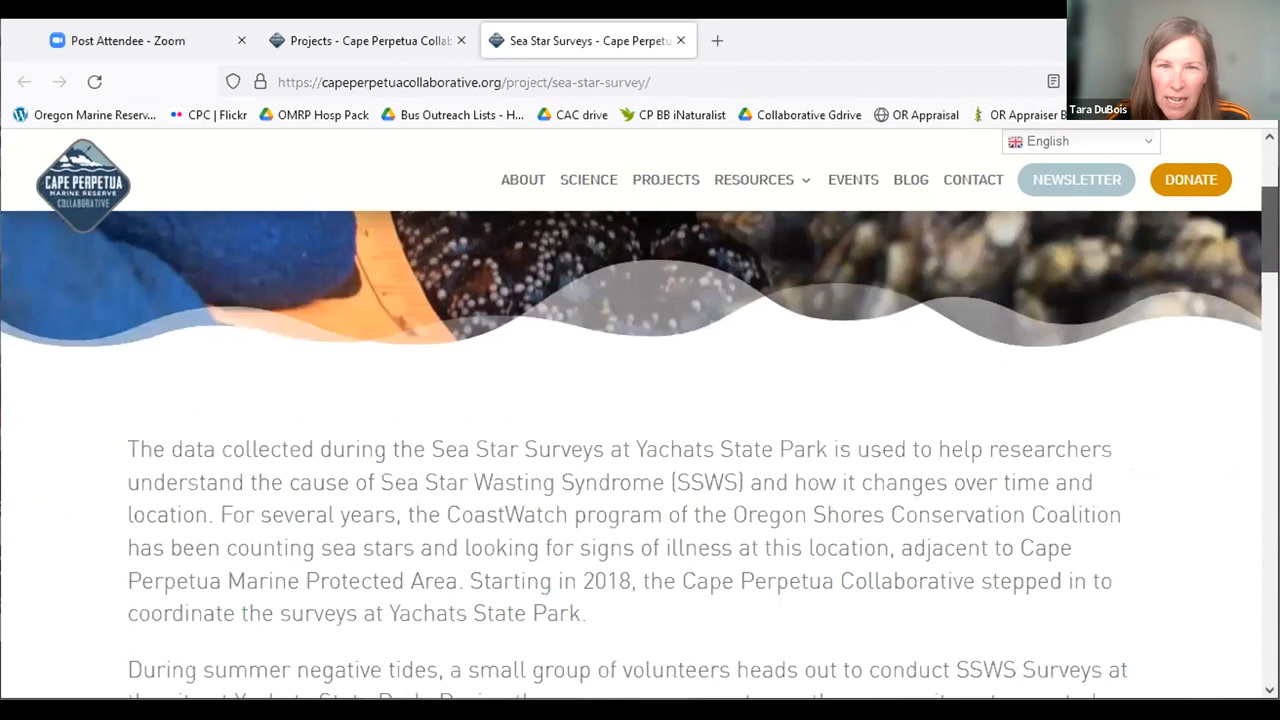 Post Attendee - Zoom
Projects - Cape Perpetua Collab
Sea Star Surveys - Cape Perpetu
Tara DuBois
https://capeperpetuacollaborative.org/project/sea-star-survey/
Oregon Marine Reserv... CPC | Flickr OMRP Hosp Pack Bus Outreach Lists - H... CAC drive CP BB iNaturalist Collaborative Gdrive OR Appraisal OR Appraiser B
English
CAPE PERPETUA
MARINE RESERVE
COLLABORATIVE
ABOUT SCIENCE PROJECTS RESOURCES EVENTS BLOG CONTACT NEWSLETTER DONATE
The data collected during the Sea Star Surveys at Yachats State Park is used to help researchers
understand the cause of Sea Star Wasting Syndrome (SSWS) and how it changes over time and
location. For several years, the CoastWatch program of the Oregon Shores Conservation Coalition
has been counting sea stars and looking for signs of illness at this location, adjacent to Cape
Perpetua Marine Protected Area. Starting in 2018, the Cape Perpetua Collaborative stepped in to
coordinate the surveys at Yachats State Park.
During summer negative tides, a small group of volunteers heads out to conduct SSWS Surveys at